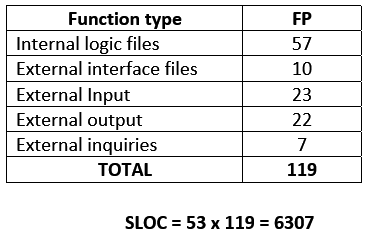 Function type FP
Internal logic files 57
External interface files 10
External Input 23
External output 22
External inquiries 7
TOTAL 119
SLOC = 53 x 119 = 6307